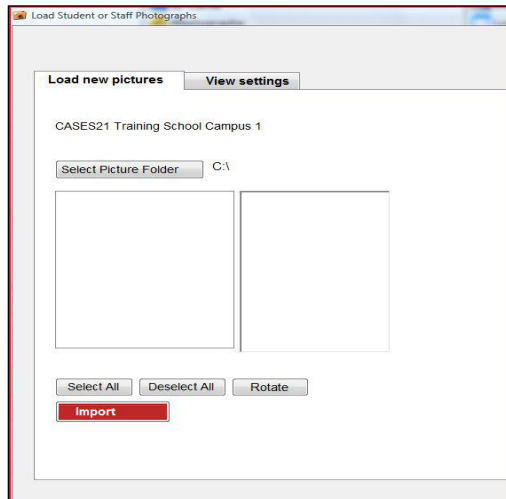 Load Student or Staff Photographs
Load new pictures View settings
CASES21 Training School Campus 1
Select Picture Folder C:\
Select All Deselect All Rotate
Import